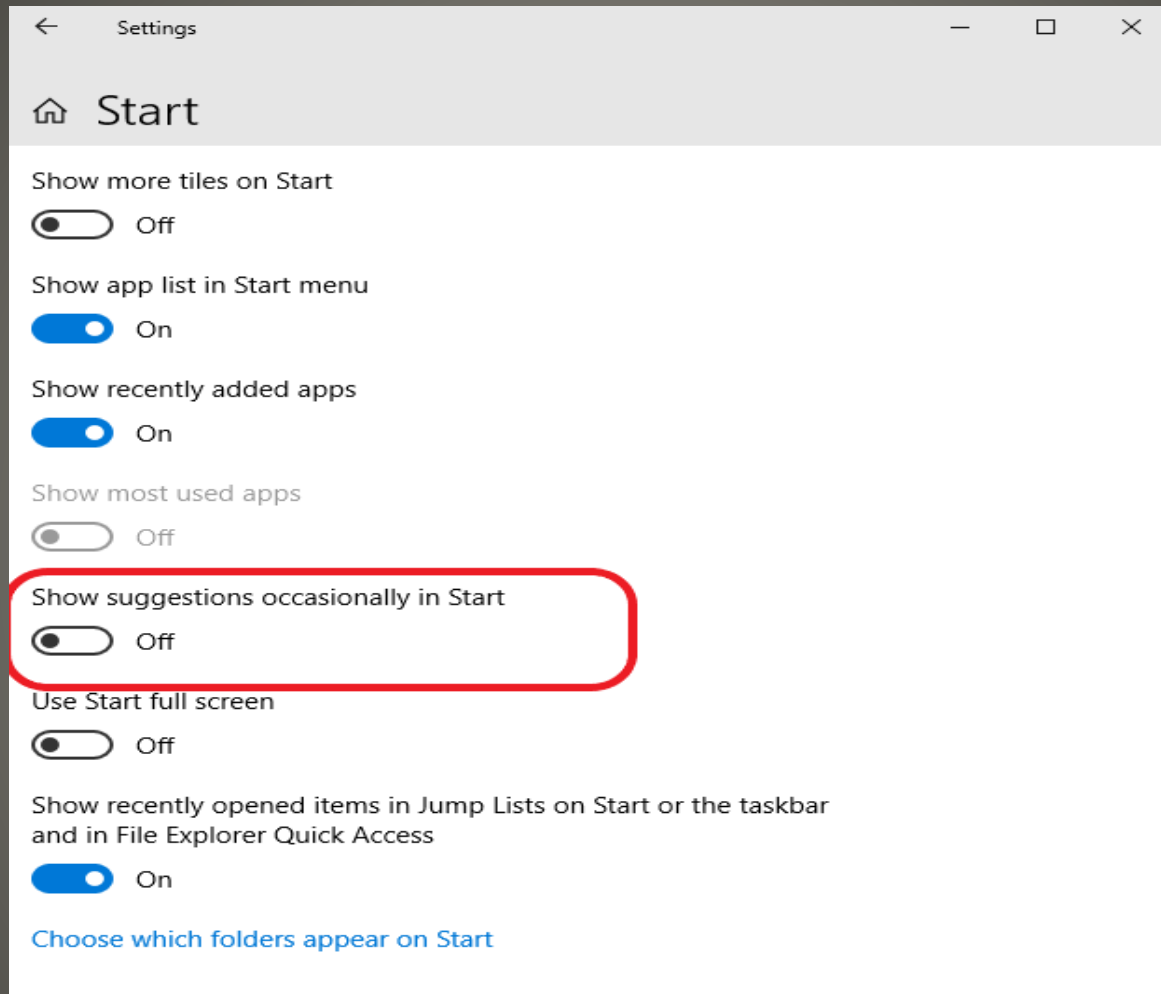 Settings
Start
Show more tiles on Start
Off
Show app list in Start menu
On
Show recently added apps
On
Show most used apps
Off
Show suggestions occasionally in Start
Off
Use Start full screen
Off
Show recently opened items in Jump Lists on Start or the taskbar
and in File Explorer Quick Access
On
Choose which folders appear on Start